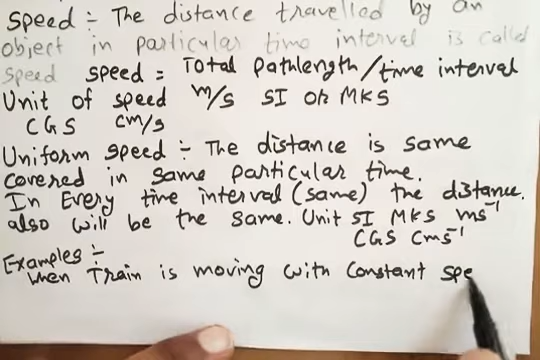 Speed :- The distance travelled by an
object in particular time interval is called
Speed speed = Total Pathlength/time interval
Unit of speed m/s SI or MKS
CGS cm/s
Uniform speed :- The distance is same
covered in same particular time.
In Every time interval (same) the distance.
also will be the same. Unit SI MKS ms⁻¹
CGS cms⁻¹
Examples :-
When Train is moving with Constant spe